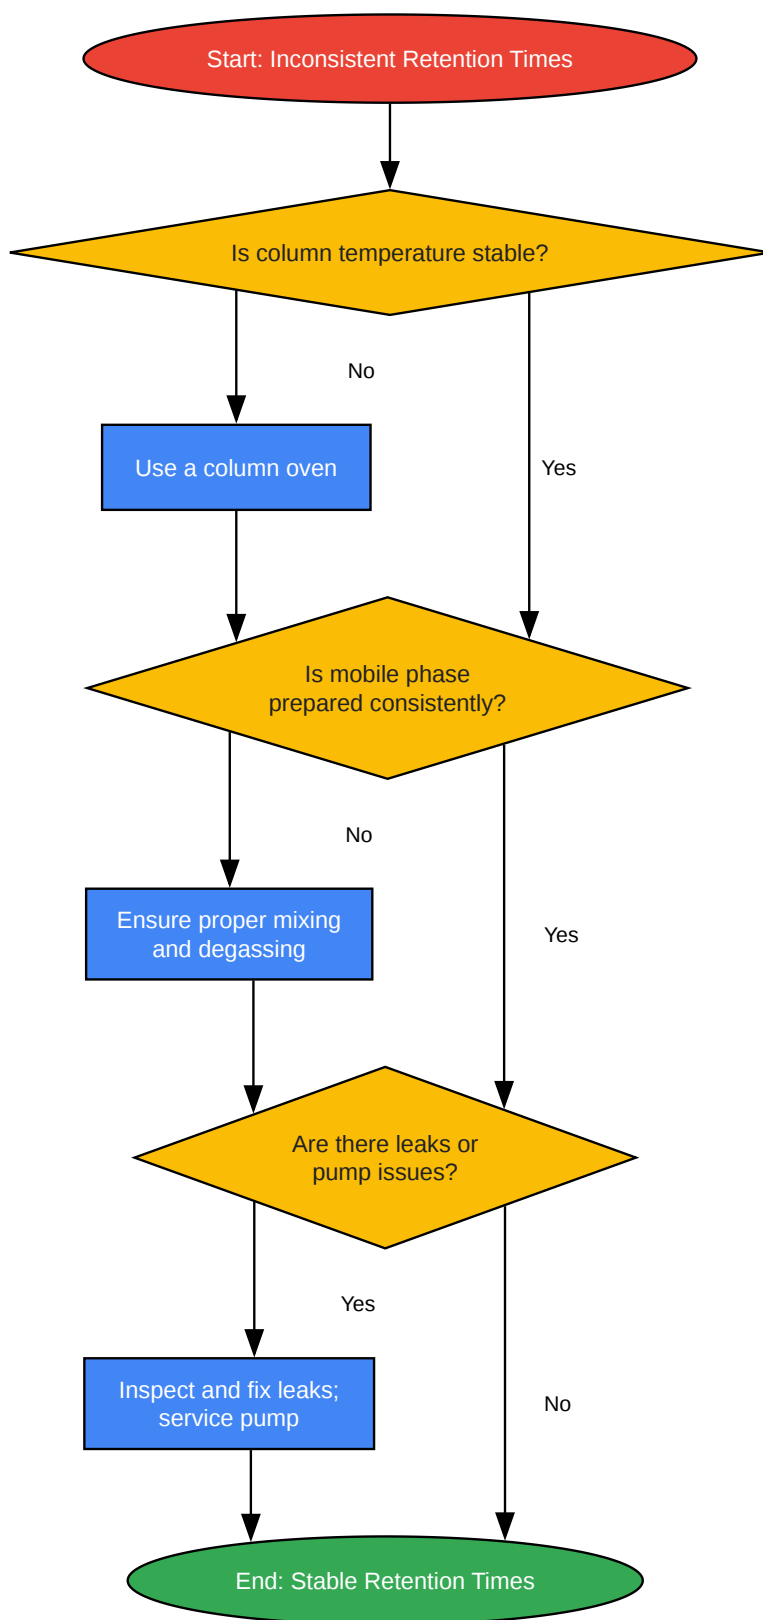 Start: Inconsistent Retention Times
Is column temperature stable?
No
Use a column oven
Yes
Is mobile phase
prepared consistently?
No
Ensure proper mixing
and degassing
Yes
Are there leaks or
pump issues?
Yes
Inspect and fix leaks;
service pump
No
End: Stable Retention Times